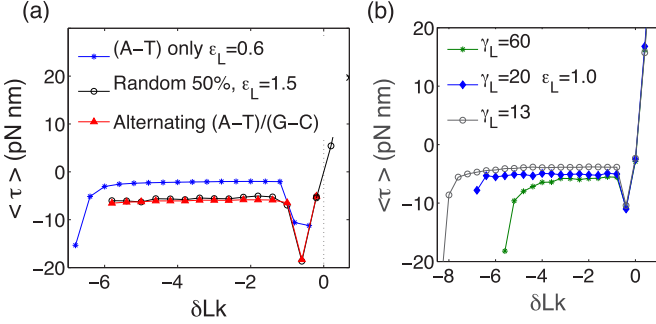 (a)
(b)
<τ> (pN nm)
30
20
10
0
−10
−20
(A−T) only ε_L=0.6
Random 50%, ε_L=1.5
Alternating (A−T)/(G−C)
−6
−4
−2
0
δLk
<τ> (pN nm)
20
10
0
−10
−20
γ_L=60
γ_L=20 ε_L=1.0
γ_L=13
−8
−6
−4
−2
0
δLk